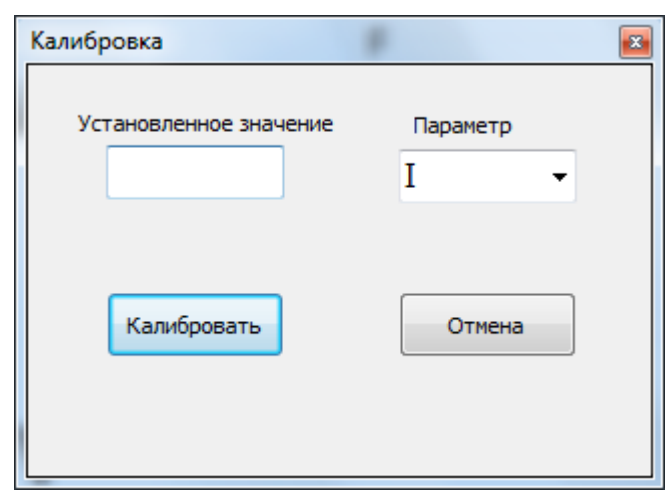 Калибровка
Установленное значение
Параметр
I
Калибровать
Отмена